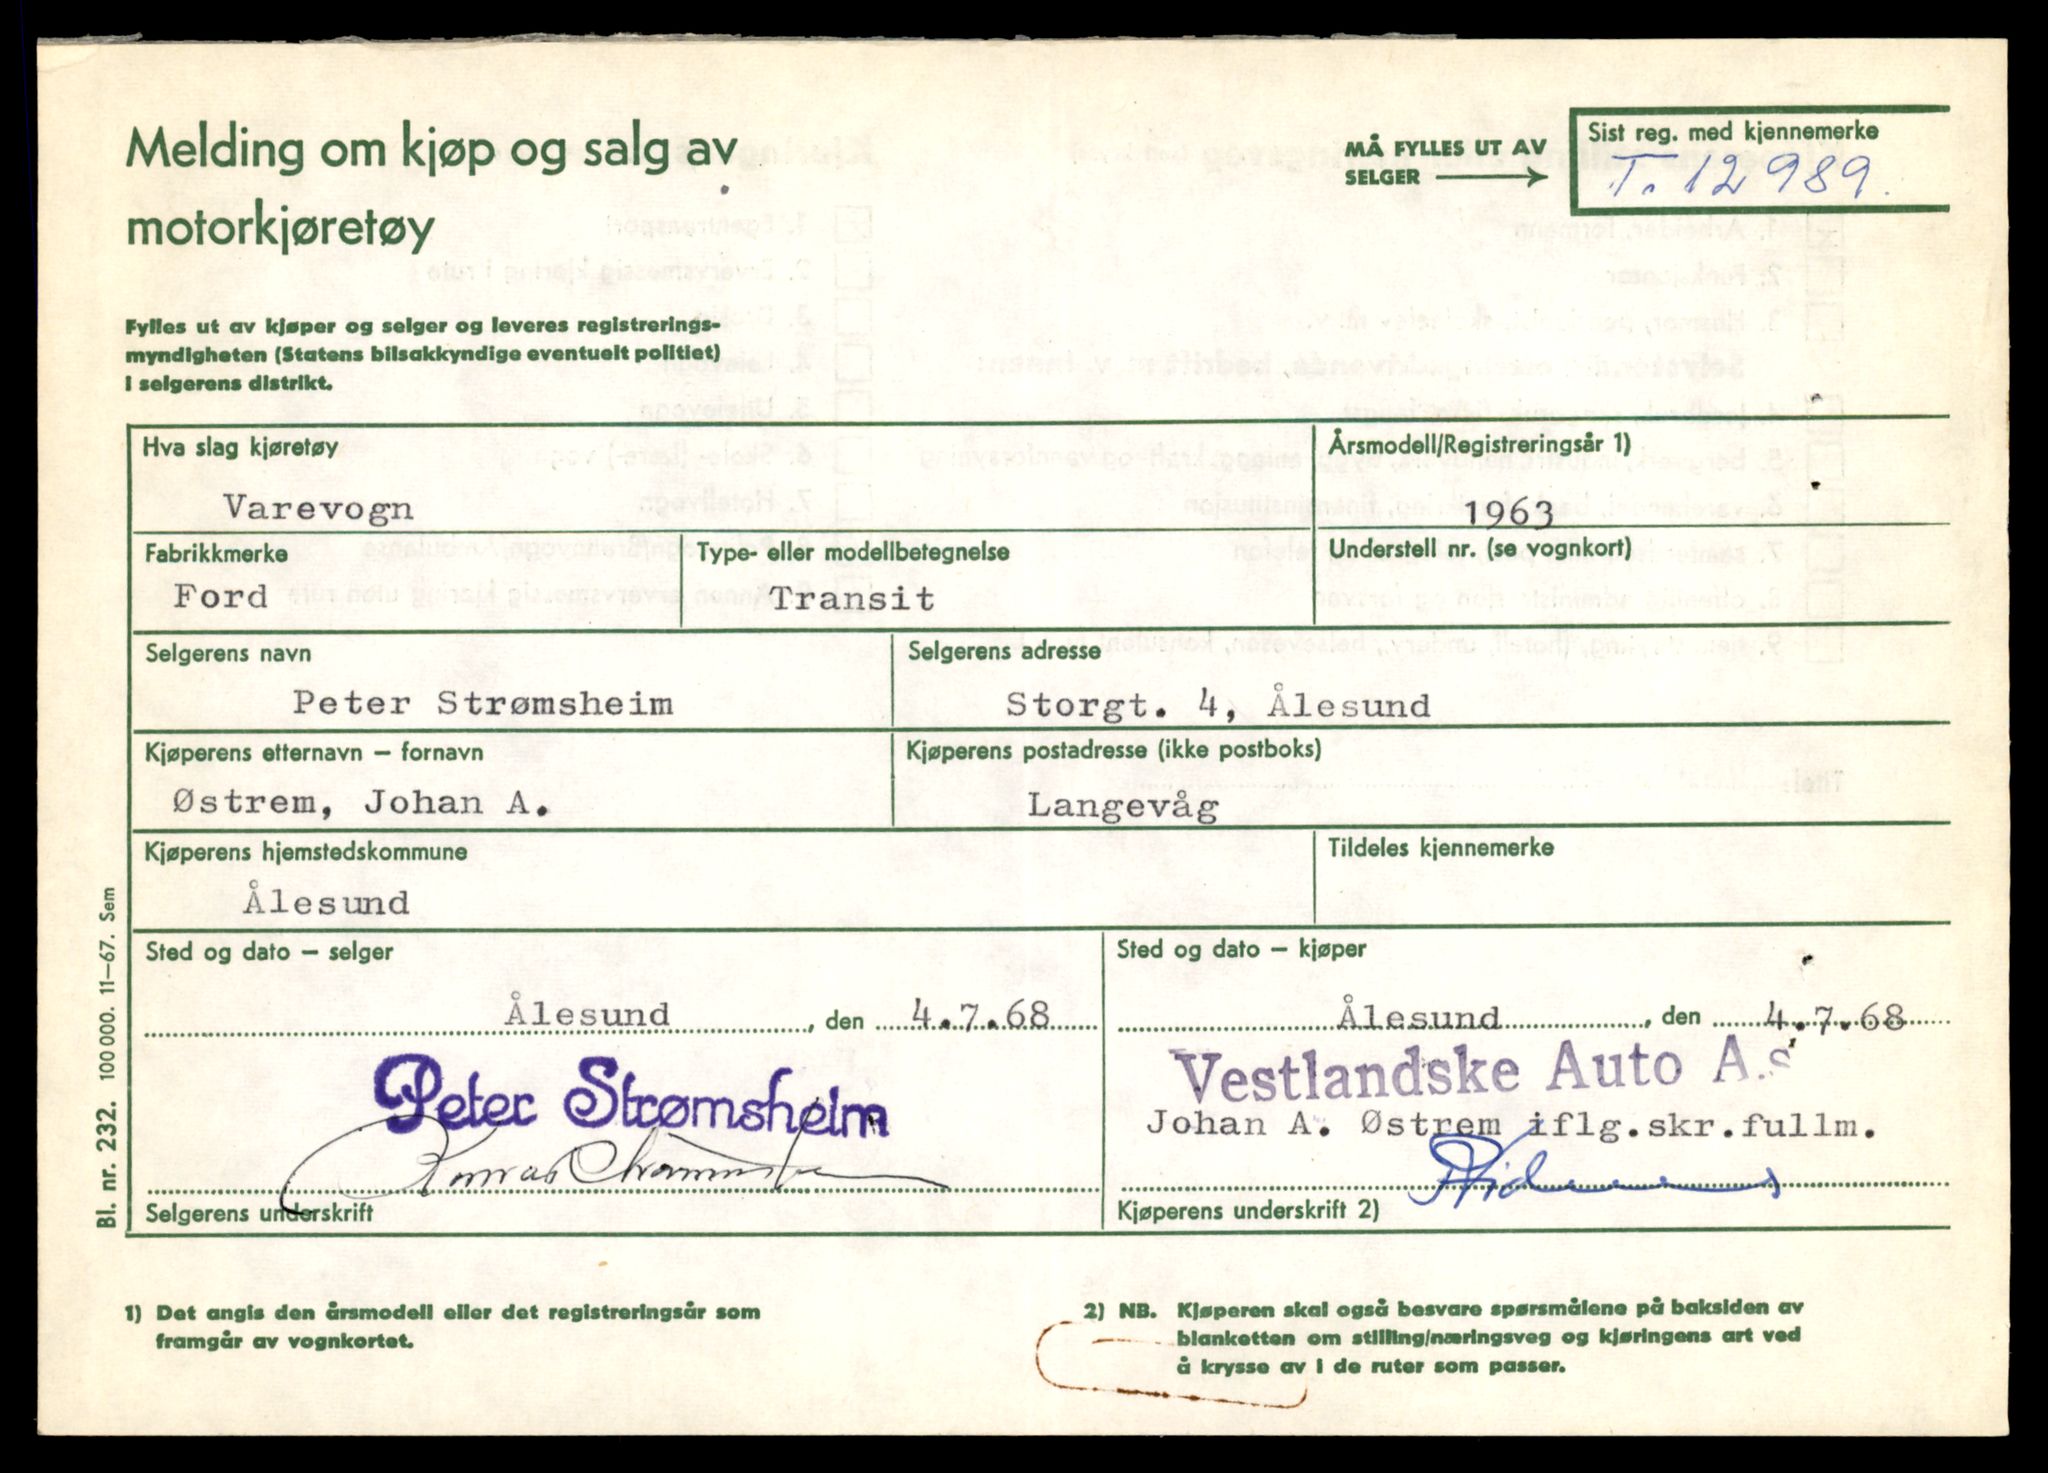 Melding om kjøp og salg av
motorkjøretøy
MÅ FYLLES UT AV
SELGER
Sist reg. med kjennemerke
T-12989.
Fylles ut av kjøper og selger og leveres registrerings-
myndigheten (Statens bilsakkyndige eventuelt politiet)
i selgerens distrikt.
Hva slag kjøretøy
Årsmodell/Registreringsår 1)
Varevogn
1963
Fabrikkmerke
Type- eller modellbetegnelse
Understell nr. (se vognkort)
Ford
Transit
Selgerens navn
Selgerens adresse
Peter Strømsheim
Storgt. 4, Ålesund
Kjøperens etternavn – fornavn
Kjøperens postadresse (ikke postboks)
Østrem, Johan A.
Langevåg
Kjøperens hjemstedskommune
Tildeles kjennemerke
Ålesund
Sted og dato – selger
Sted og dato – kjøper
Ålesund, den 4.7.68
Ålesund, den 4.7.68
Peter Strømsheim
Vestlandske Auto A.s
Johan A. Østrem iflg.skr.fullm.
Selgerens underskrift
Kjøperens underskrift 2)
Bl. nr. 232. 100 000. 11–67. Sem
1) Det angis den årsmodell eller det registreringsår som
framgår av vognkortet.
2) NB. Kjøperen skal også besvare spørsmålene på baksiden av
blanketten om stilling/næringsveg og kjøringens art ved
å krysse av i de ruter som passer.